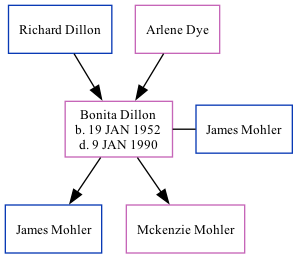 Richard Dillon
Arlene Dye
Bonita Dillon
b. 19 JAN 1952
d. 9 JAN 1990
James Mohler
James Mohler
Mckenzie Mohler